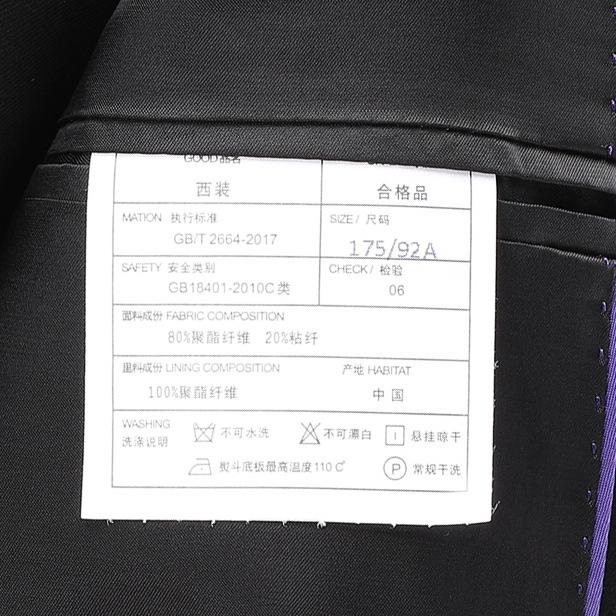 GOOD品名
西装
合格品
MATION 执行标准
GB/T 2664-2017
SIZE/ 尺码
175/92A
SAFETY 安全类别
GB18401-2010C类
CHECK/ 检验
06
面料成份 FABRIC COMPOSITION
80%聚酯纤维 20%粘纤
里料成份 LINING COMPOSITION
100%聚酯纤维
产地 HABITAT
中国
WASHING
洗涤说明
不可水洗
不可漂白
悬挂晾干
熨斗底板最高温度110℃
P 常规干洗